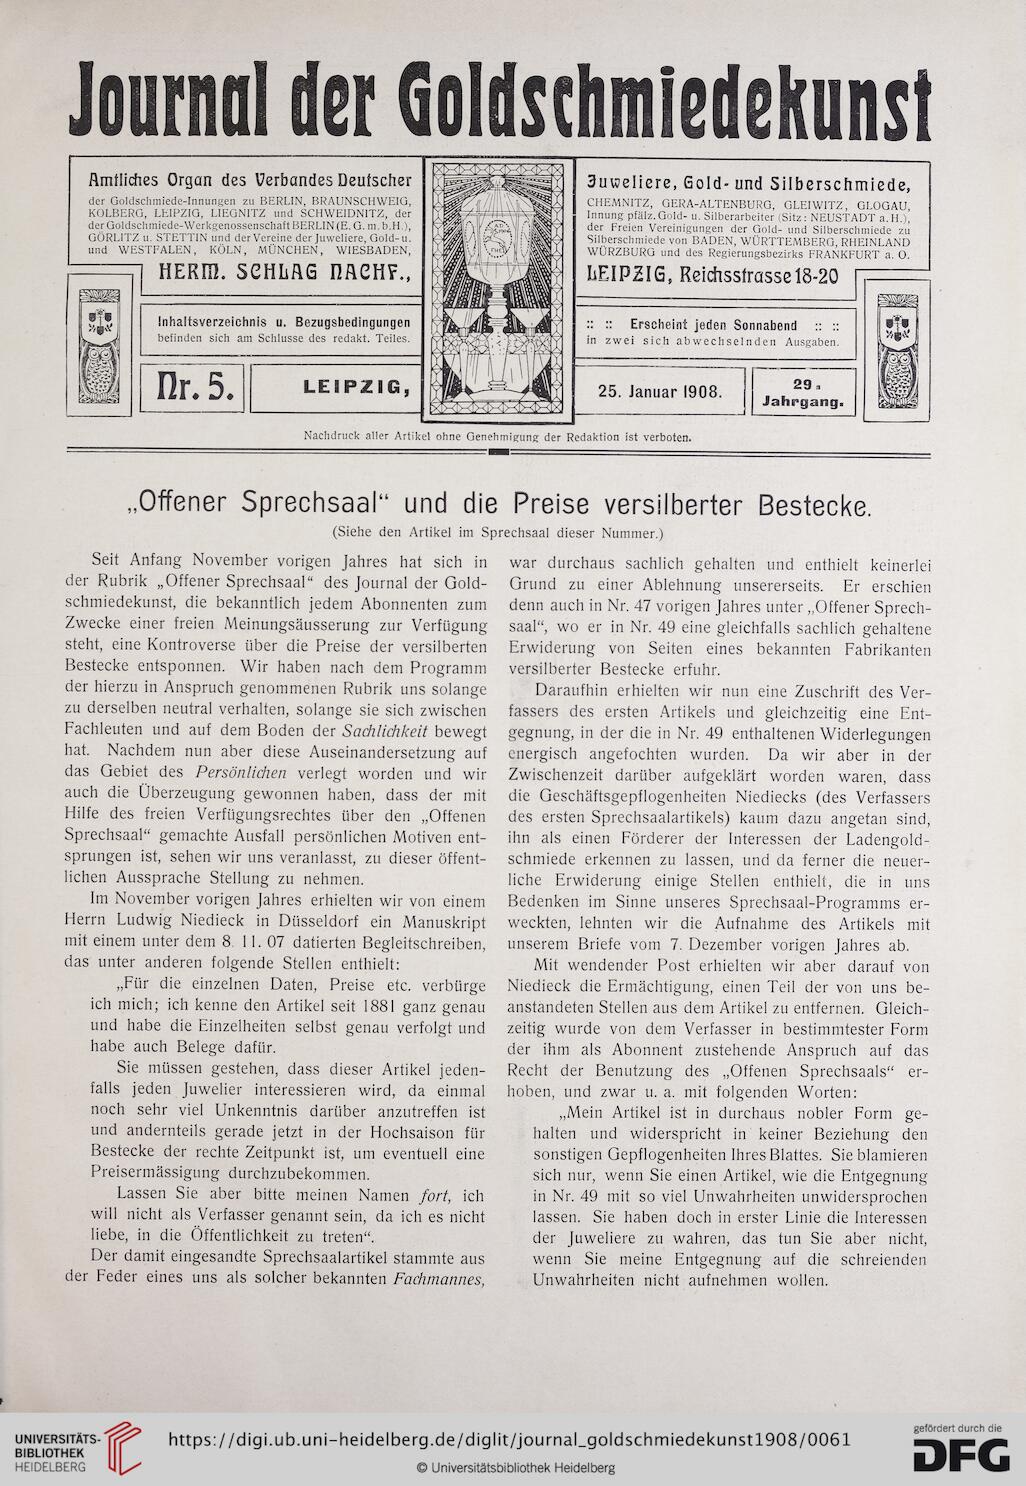 Journal der Goldschmiedekunst
Amtliches Organ des Verbandes Deutscher
der Goldschmiede-Innungen zu BERLIN, BRAUNSCHWEIG,
KOLBERG, LEIPZIG, LIEGNITZ und SCHWEIDNITZ, der
der Goldschmiede-Werkgenossenschaft BERLIN (E. G. m. b. H.),
GÖRLITZ u. STETTIN und der Vereine der Juweliere, Gold- u.
und WESTFALEN, KÖLN, MÜNCHEN, WIESBADEN,
HERM. SCHLAG NACHF.,
Juweliere, Gold- und Silberschmiede,
CHEMNITZ, GERA-ALTENBURG, GLEIWITZ, GLOGAU,
Innung pfälz. Gold- u. Silberarbeiter (Sitz: NEUSTADT a. H.),
der Freien Vereinigungen der Gold- und Silberschmiede zu
Silberschmiede von BADEN, WÜRTTEMBERG, RHEINLAND
WÜRZBURG und des Regierungsbezirks FRANKFURT a. O.
LEIPZIG, Reichsstrasse 18-20
Inhaltsverzeichnis u. Bezugsbedingungen
befinden sich am Schlusse des redakt. Teiles.
:: :: Erscheint jeden Sonnabend :: ::
in zwei sich abwechselnden Ausgaben.
Nr. 5.
LEIPZIG,
25. Januar 1908.
29.
Jahrgang.
Nachdruck aller Artikel ohne Genehmigung der Redaktion ist verboten.
„Offener Sprechsaal“ und die Preise versilberter Bestecke.
(Siehe den Artikel im Sprechsaal dieser Nummer.)
Seit Anfang November vorigen Jahres hat sich in
der Rubrik „Offener Sprechsaal“ des Journal der Gold-
schmiedekunst, die bekanntlich jedem Abonnenten zum
Zwecke einer freien Meinungsäusserung zur Verfügung
steht, eine Kontroverse über die Preise der versilberten
Bestecke entsponnen. Wir haben nach dem Programm
der hierzu in Anspruch genommenen Rubrik uns solange
zu derselben neutral verhalten, solange sie sich zwischen
Fachleuten und auf dem Boden der Sachlichkeit bewegt
hat. Nachdem nun aber diese Auseinandersetzung auf
das Gebiet des Persönlichen verlegt worden und wir
auch die Überzeugung gewonnen haben, dass der mit
Hilfe des freien Verfügungsrechtes über den „Offenen
Sprechsaal“ gemachte Ausfall persönlichen Motiven ent-
sprungen ist, sehen wir uns veranlasst, zu dieser öffent-
lichen Aussprache Stellung zu nehmen.
Im November vorigen Jahres erhielten wir von einem
Herrn Ludwig Niedieck in Düsseldorf ein Manuskript
mit einem unter dem 8. 11. 07 datierten Begleitschreiben,
das unter anderen folgende Stellen enthielt:
„Für die einzelnen Daten, Preise etc. verbürge
ich mich; ich kenne den Artikel seit 1881 ganz genau
und habe die Einzelheiten selbst genau verfolgt und
habe auch Belege dafür.
Sie müssen gestehen, dass dieser Artikel jeden-
falls jeden Juwelier interessieren wird, da einmal
noch sehr viel Unkenntnis darüber anzutreffen ist
und andernteils gerade jetzt in der Hochsaison für
Bestecke der rechte Zeitpunkt ist, um eventuell eine
Preisermässigung durchzubekommen.
Lassen Sie aber bitte meinen Namen fort, ich
will nicht als Verfasser genannt sein, da ich es nicht
liebe, in die Öffentlichkeit zu treten“.
Der damit eingesandte Sprechsaalartikel stammte aus
der Feder eines uns als solcher bekannten Fachmannes,
war durchaus sachlich gehalten und enthielt keinerlei
Grund zu einer Ablehnung unsererseits. Er erschien
denn auch in Nr. 47 vorigen Jahres unter „Offener Sprech-
saal“, wo er in Nr. 49 eine gleichfalls sachlich gehaltene
Erwiderung von Seiten eines bekannten Fabrikanten
versilberter Bestecke erfuhr.
Daraufhin erhielten wir nun eine Zuschrift des Ver-
fassers des ersten Artikels und gleichzeitig eine Ent-
gegnung, in der die in Nr. 49 enthaltenen Widerlegungen
energisch angefochten wurden. Da wir aber in der
Zwischenzeit darüber aufgeklärt worden waren, dass
die Geschäftsgepflogenheiten Niediecks (des Verfassers
des ersten Sprechsaalartikels) kaum dazu angetan sind,
ihn als einen Förderer der Interessen der Ladengold-
schmiede erkennen zu lassen, und da ferner die neuer-
liche Erwiderung einige Stellen enthielt, die in uns
Bedenken im Sinne unseres Sprechsaal-Programms er-
weckten, lehnten wir die Aufnahme des Artikels mit
unserem Briefe vom 7. Dezember vorigen Jahres ab.
Mit wendender Post erhielten wir aber darauf von
Niedieck die Ermächtigung, einen Teil der von uns be-
anstandeten Stellen aus dem Artikel zu entfernen. Gleich-
zeitig wurde von dem Verfasser in bestimmtester Form
der ihm als Abonnent zustehende Anspruch auf das
Recht der Benutzung des „Offenen Sprechsaals“ er-
hoben, und zwar u. a. mit folgenden Worten:
„Mein Artikel ist in durchaus nobler Form ge-
halten und widerspricht in keiner Beziehung den
sonstigen Gepflogenheiten Ihres Blattes. Sie blamieren
sich nur, wenn Sie einen Artikel, wie die Entgegnung
in Nr. 49 mit so viel Unwahrheiten unwidersprochen
lassen. Sie haben doch in erster Linie die Interessen
der Juweliere zu wahren, das tun Sie aber nicht,
wenn Sie meine Entgegnung auf die schreienden
Unwahrheiten nicht aufnehmen wollen.
UNIVERSITÄTS-
BIBLIOTHEK
HEIDELBERG
https://digi.ub.uni-heidelberg.de/diglit/journal_goldschmiedekunst1908/0061
© Universitätsbibliothek Heidelberg
gefördert durch die
DFG